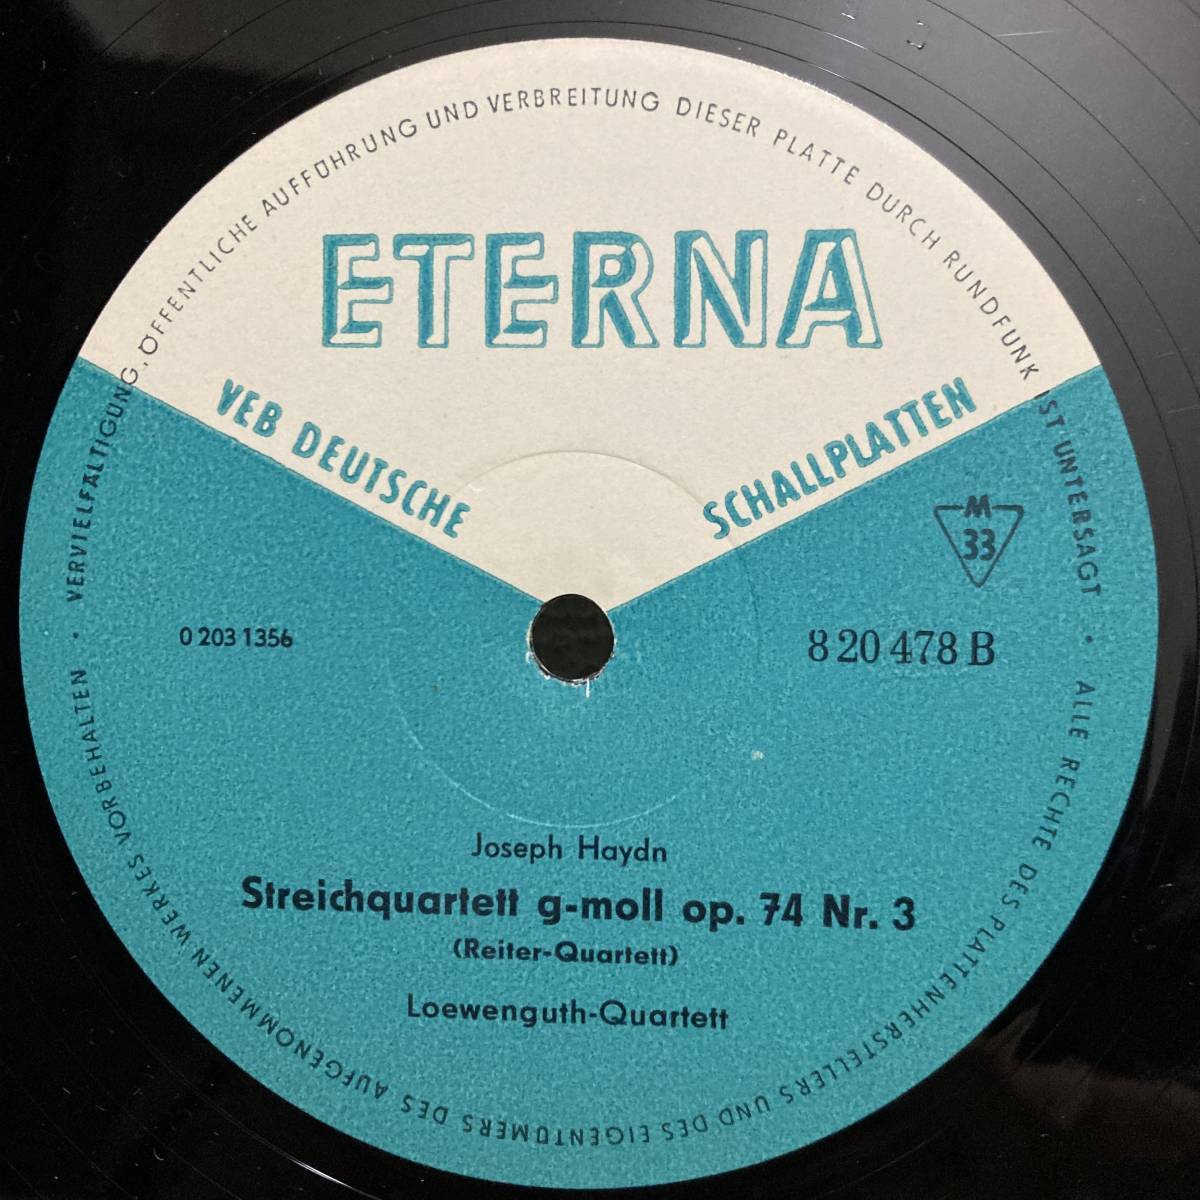 VERVIELFÄLTIGUNG, ÖFFENTLICHE AUFFÜHRUNG UND VERBREITUNG DIESER PLATTE DURCH RUNDFUNK IST UNTERSAGT •
ETERNA
VEB DEUTSCHE SCHALLPLATTEN
M
33
0 203 1356
8 20 478 B
Joseph Haydn
Streichquartett g-moll op. 74 Nr. 3
(Reiter-Quartett)
Loewenguth-Quartett
ALLE RECHTE DES PLATTENHERSTELLERS UND DES EIGENTÜMERS DES AUFGENOMMENEN WERKES VORBEHALTEN •